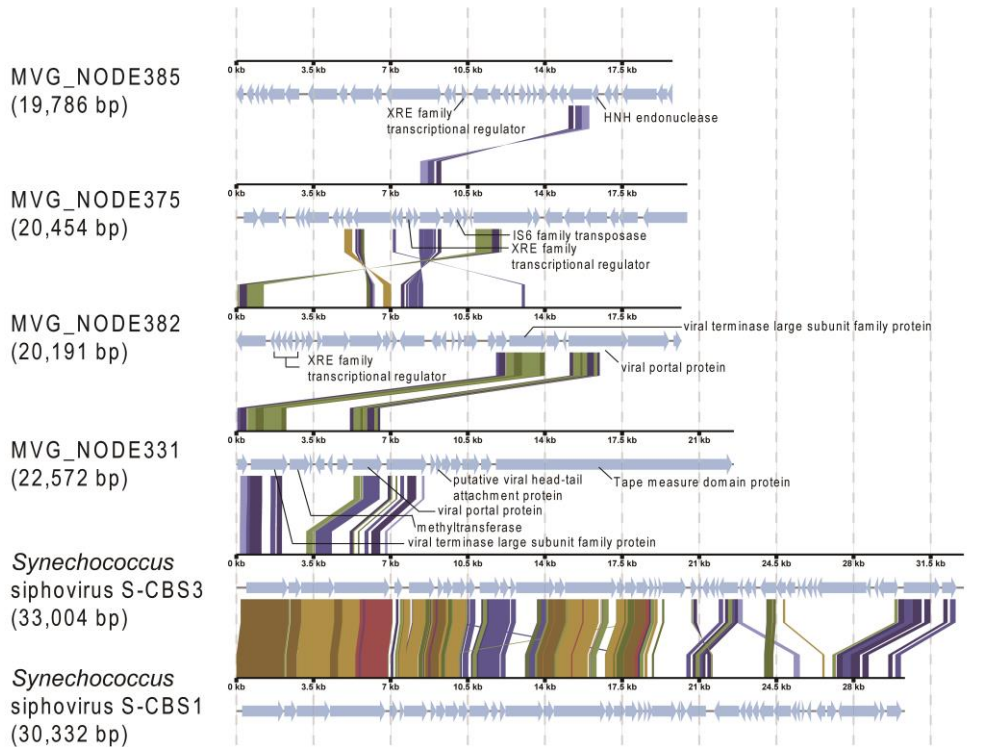 0 kb 3.5 kb 7 kb 10.5 kb 14 kb 17.5 kb
MVG_NODE385
(19,786 bp)
XRE family
transcriptional regulator
HNH endonuclease
0 kb 3.5 kb 7 kb 10.5 kb 14 kb 17.5 kb
MVG_NODE375
(20,454 bp)
IS6 family transposase
XRE family
transcriptional regulator
0 kb 3.5 kb 7 kb 10.5 kb 14 kb 17.5 kb
MVG_NODE382
(20,191 bp)
viral terminase large subunit family protein
XRE family
transcriptional regulator
viral portal protein
0 kb 3.5 kb 7 kb 10.5 kb 14 kb 17.5 kb 21 kb
MVG_NODE331
(22,572 bp)
putative viral head-tail
attachment protein
Tape measure domain protein
viral portal protein
methyltransferase
viral terminase large subunit family protein
0 kb 3.5 kb 7 kb 10.5 kb 14 kb 17.5 kb 21 kb 24.5 kb 28 kb 31.5 kb
Synechococcus
siphovirus S-CBS3
(33,004 bp)
0 kb 3.5 kb 7 kb 10.5 kb 14 kb 17.5 kb 21 kb 24.5 kb 28 kb
Synechococcus
siphovirus S-CBS1
(30,332 bp)